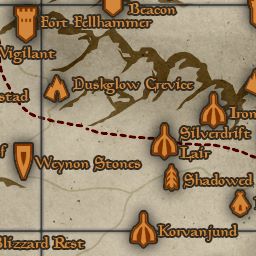 Beacon
Fort Fellhammer
Vigilant
Duskglow Crevice
stad
Iron
Silverdrift
Lair
f
Weynon Stones
Shadowed
Korvanjund
Blizzard Rest